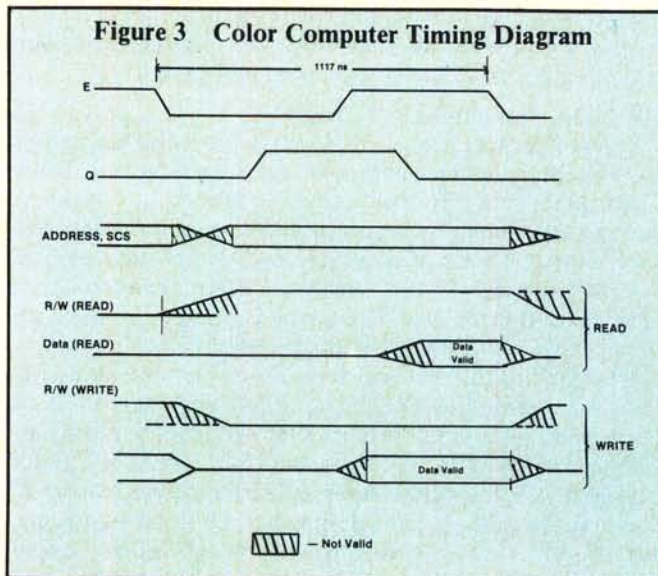 Figure 3 Color Computer Timing Diagram
1117 ns
E
Q
ADDRESS, SCS
R/W (READ)
READ
Data (READ)
Data
Valid
R/W (WRITE)
WRITE
Data Valid
— Not Valid